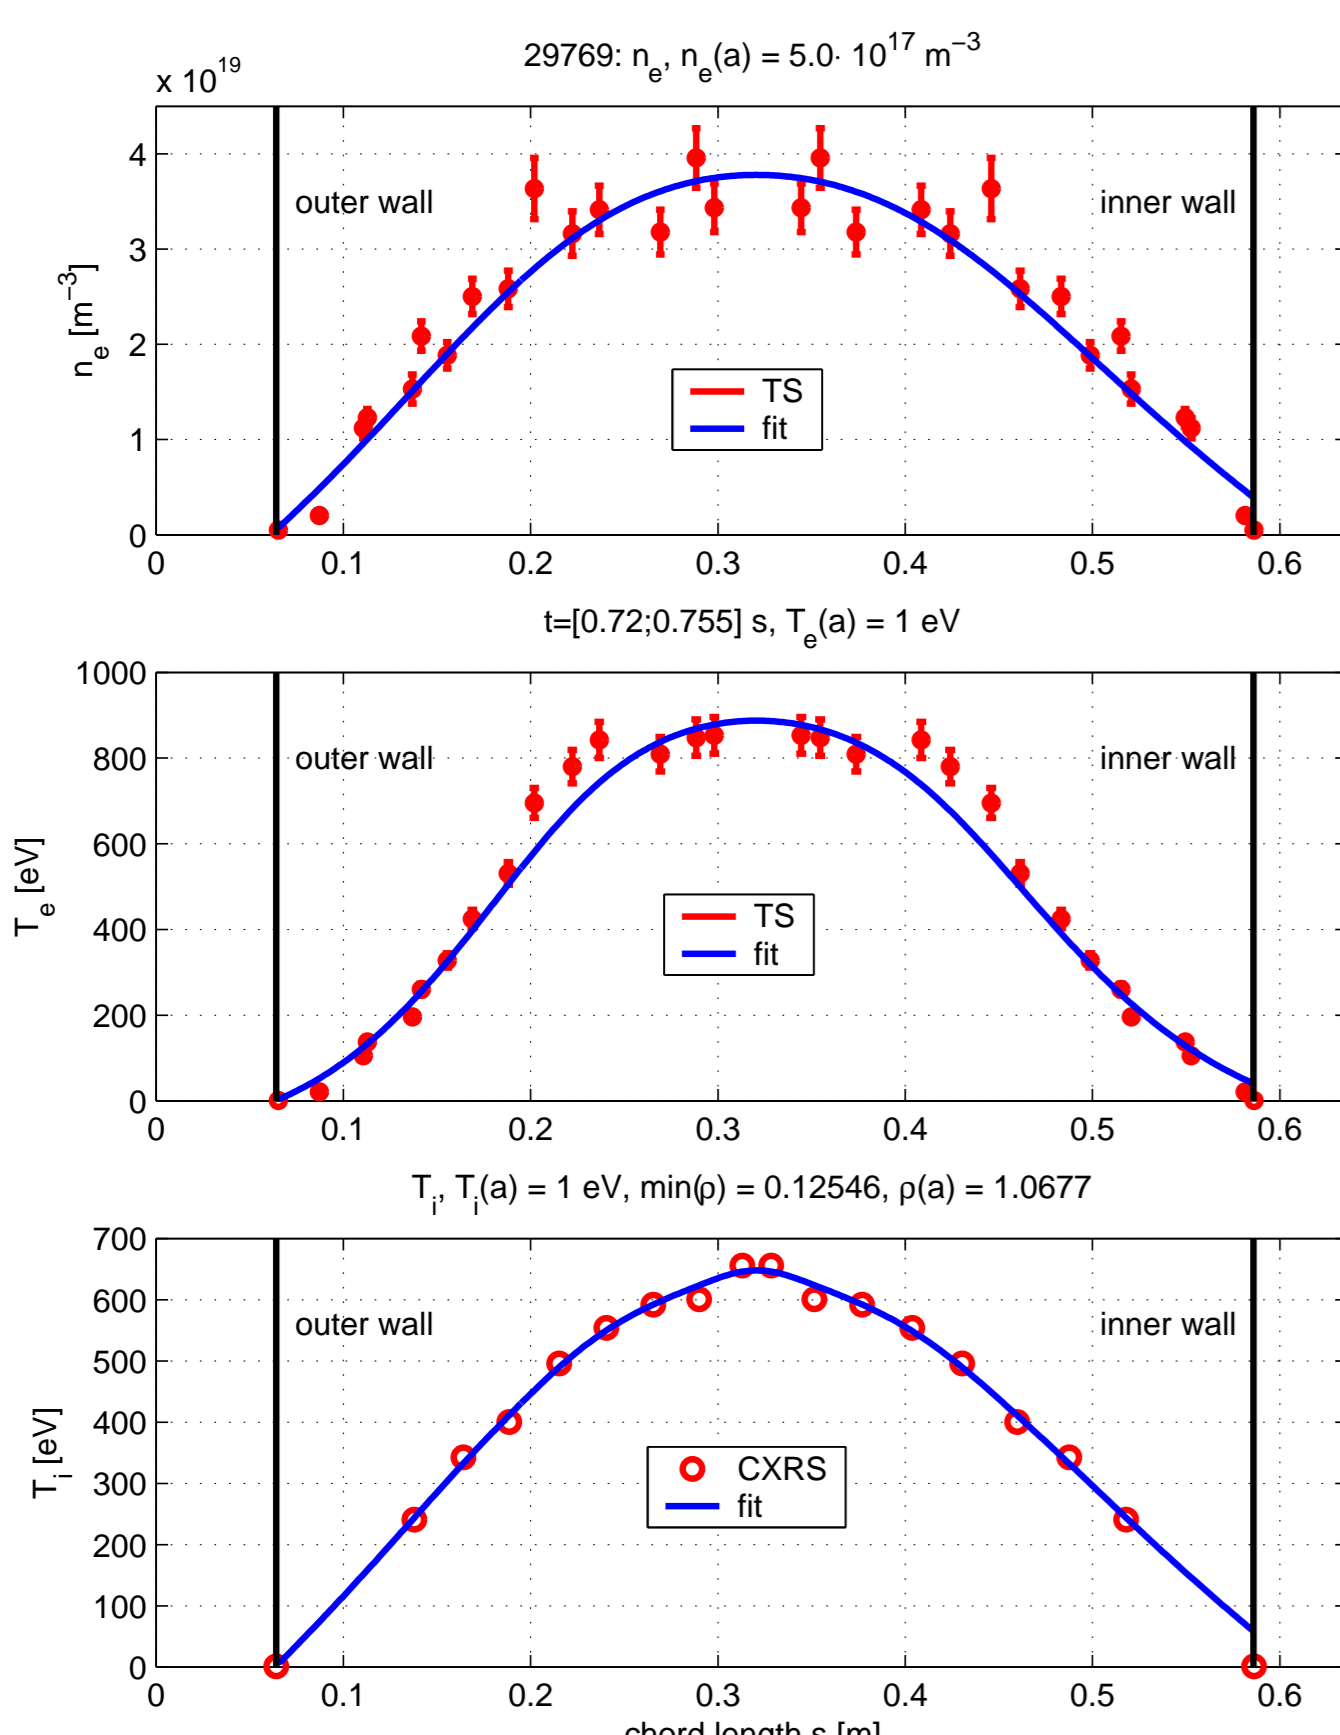 29769: n_e, n_e(a) = 5.0· 10^17 m^−3
x 10^19
n_e [m^−3]
4
3
2
1
0
outer wall
inner wall
TS
fit
0 0.1 0.2 0.3 0.4 0.5 0.6
t=[0.72;0.755] s, T_e(a) = 1 eV
T_e [eV]
1000
800
600
400
200
0
outer wall
inner wall
TS
fit
0 0.1 0.2 0.3 0.4 0.5 0.6
T_i, T_i(a) = 1 eV, min(ρ) = 0.12546, ρ(a) = 1.0677
T_i [eV]
700
600
500
400
300
200
100
0
outer wall
inner wall
CXRS
fit
0 0.1 0.2 0.3 0.4 0.5 0.6
chord length s [m]